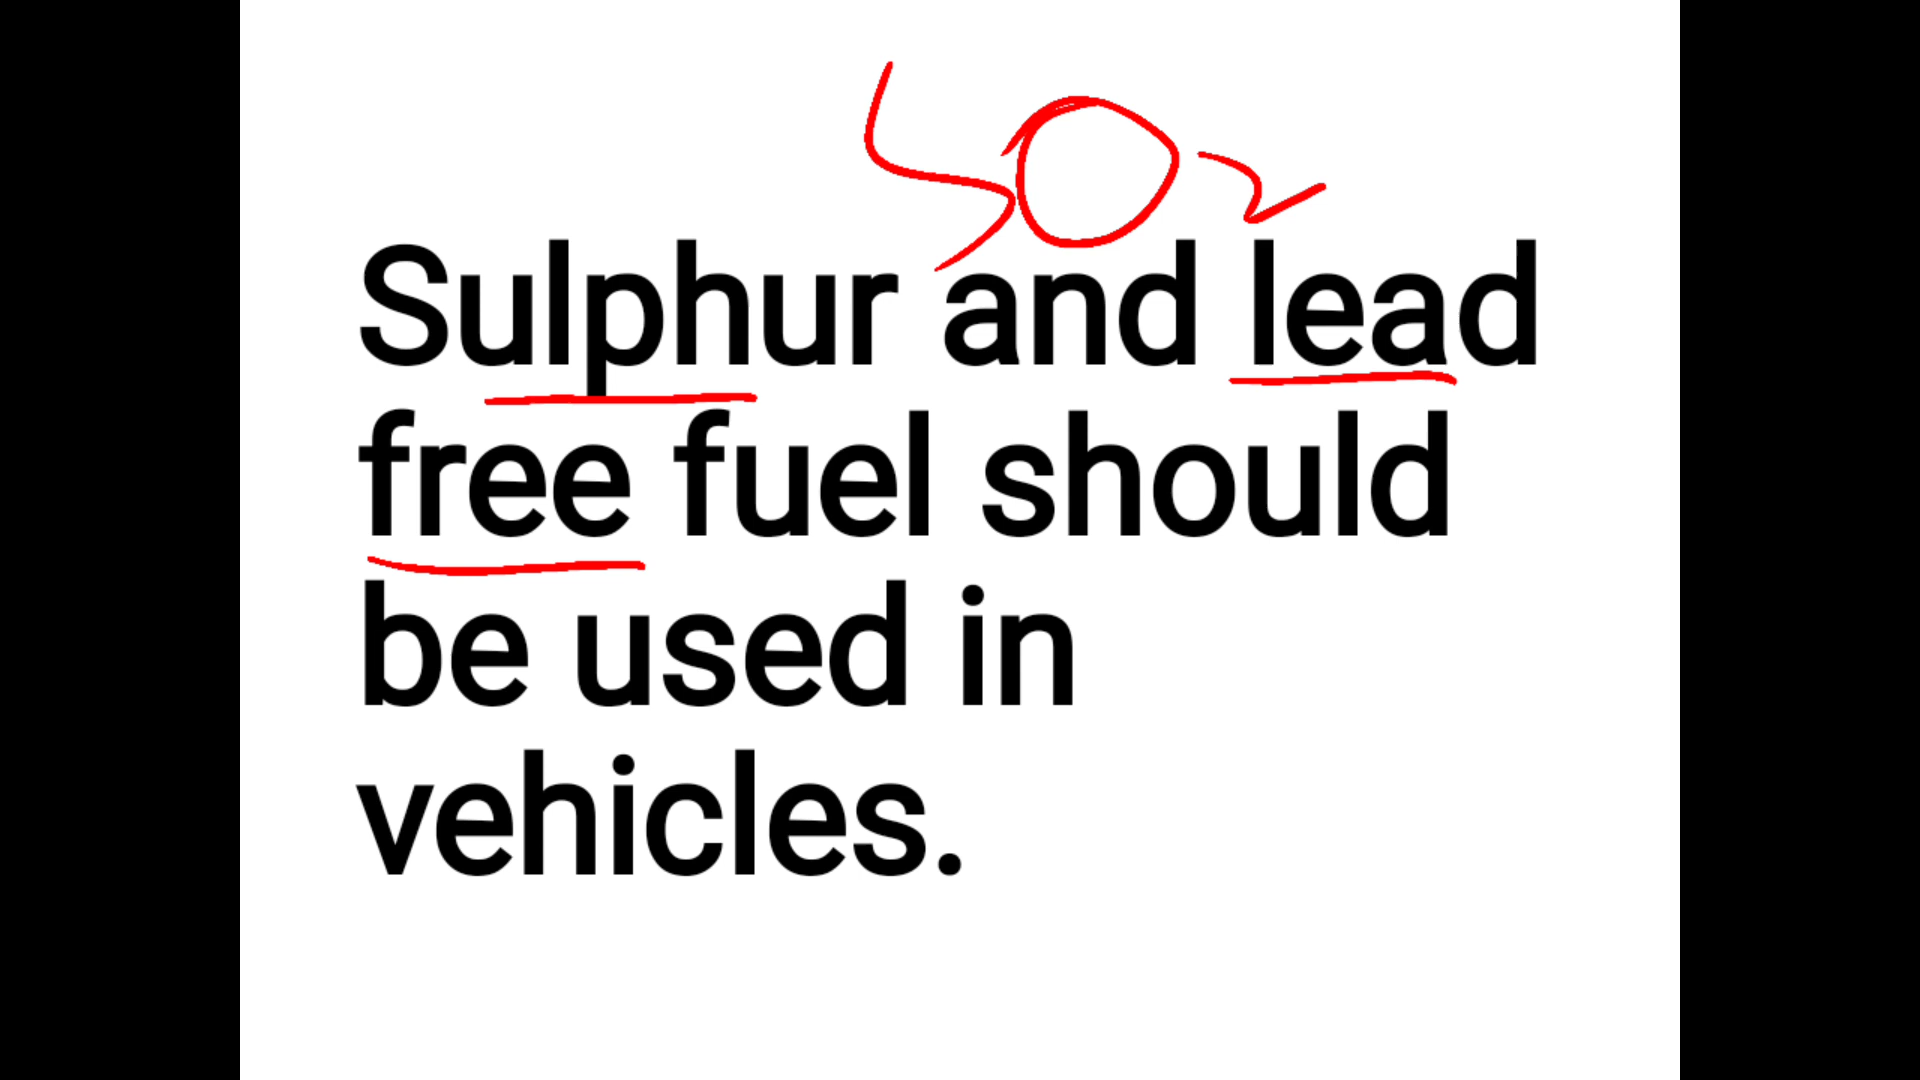 SO2
Sulphur and lead
free fuel should
be used in
vehicles.